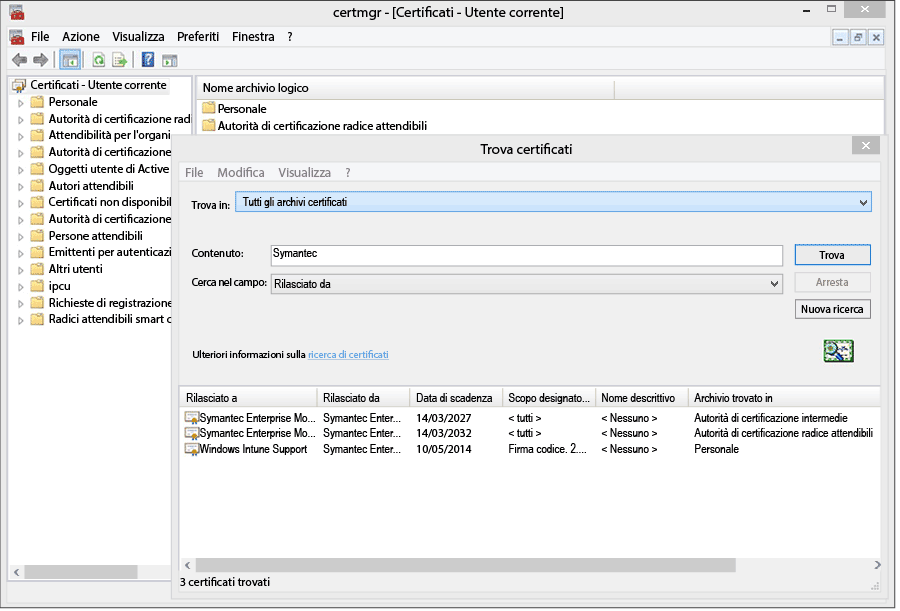 certmgr - [Certificati - Utente corrente]
File Azione Visualizza Preferiti Finestra ?
Certificati - Utente corrente
Personale
Autorità di certificazione rad
Attendibilità per l'organi
Autorità di certificazione
Oggetti utente di Active
Autori attendibili
Certificati non disponibil
Autorità di certificazione
Persone attendibili
Emittenti per autenticazi
Altri utenti
ipcu
Richieste di registrazione
Radici attendibili smart c
Nome archivio logico
Personale
Autorità di certificazione radice attendibili
Trova certificati
File Modifica Visualizza ?
Trova in: Tutti gli archivi certificati
Contenuto: Symantec Trova
Cerca nel campo: Rilasciato da Arresta
Nuova ricerca
Ulteriori informazioni sulla ricerca di certificati
Rilasciato a Rilasciato da Data di scadenza Scopo designato... Nome descrittivo Archivio trovato in
Symantec Enterprise Mo... Symantec Enter... 14/03/2027 < tutti > < Nessuno > Autorità di certificazione intermedie
Symantec Enterprise Mo... Symantec Enter... 14/03/2032 < tutti > < Nessuno > Autorità di certificazione radice attendibili
Windows Intune Support Symantec Enter... 10/05/2014 Firma codice. 2.... < Nessuno > Personale
3 certificati trovati